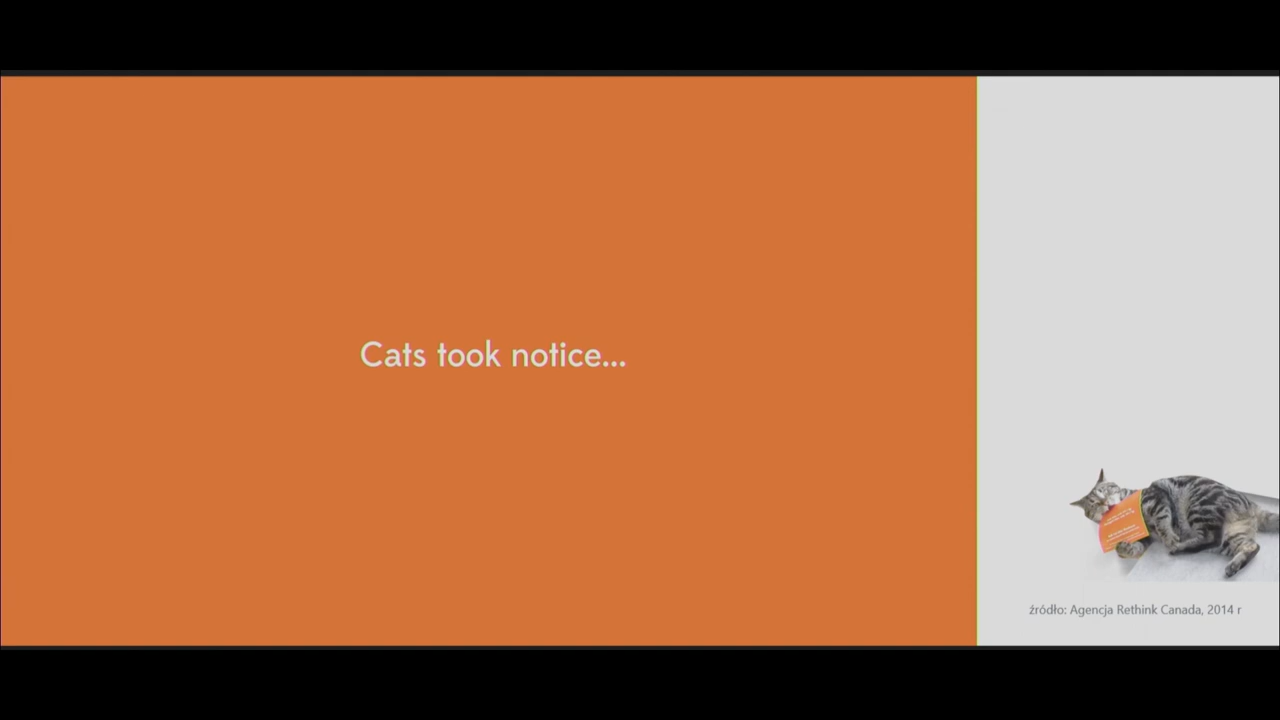 Cats took notice...
źródło: Agencja Rethink Canada, 2014 r